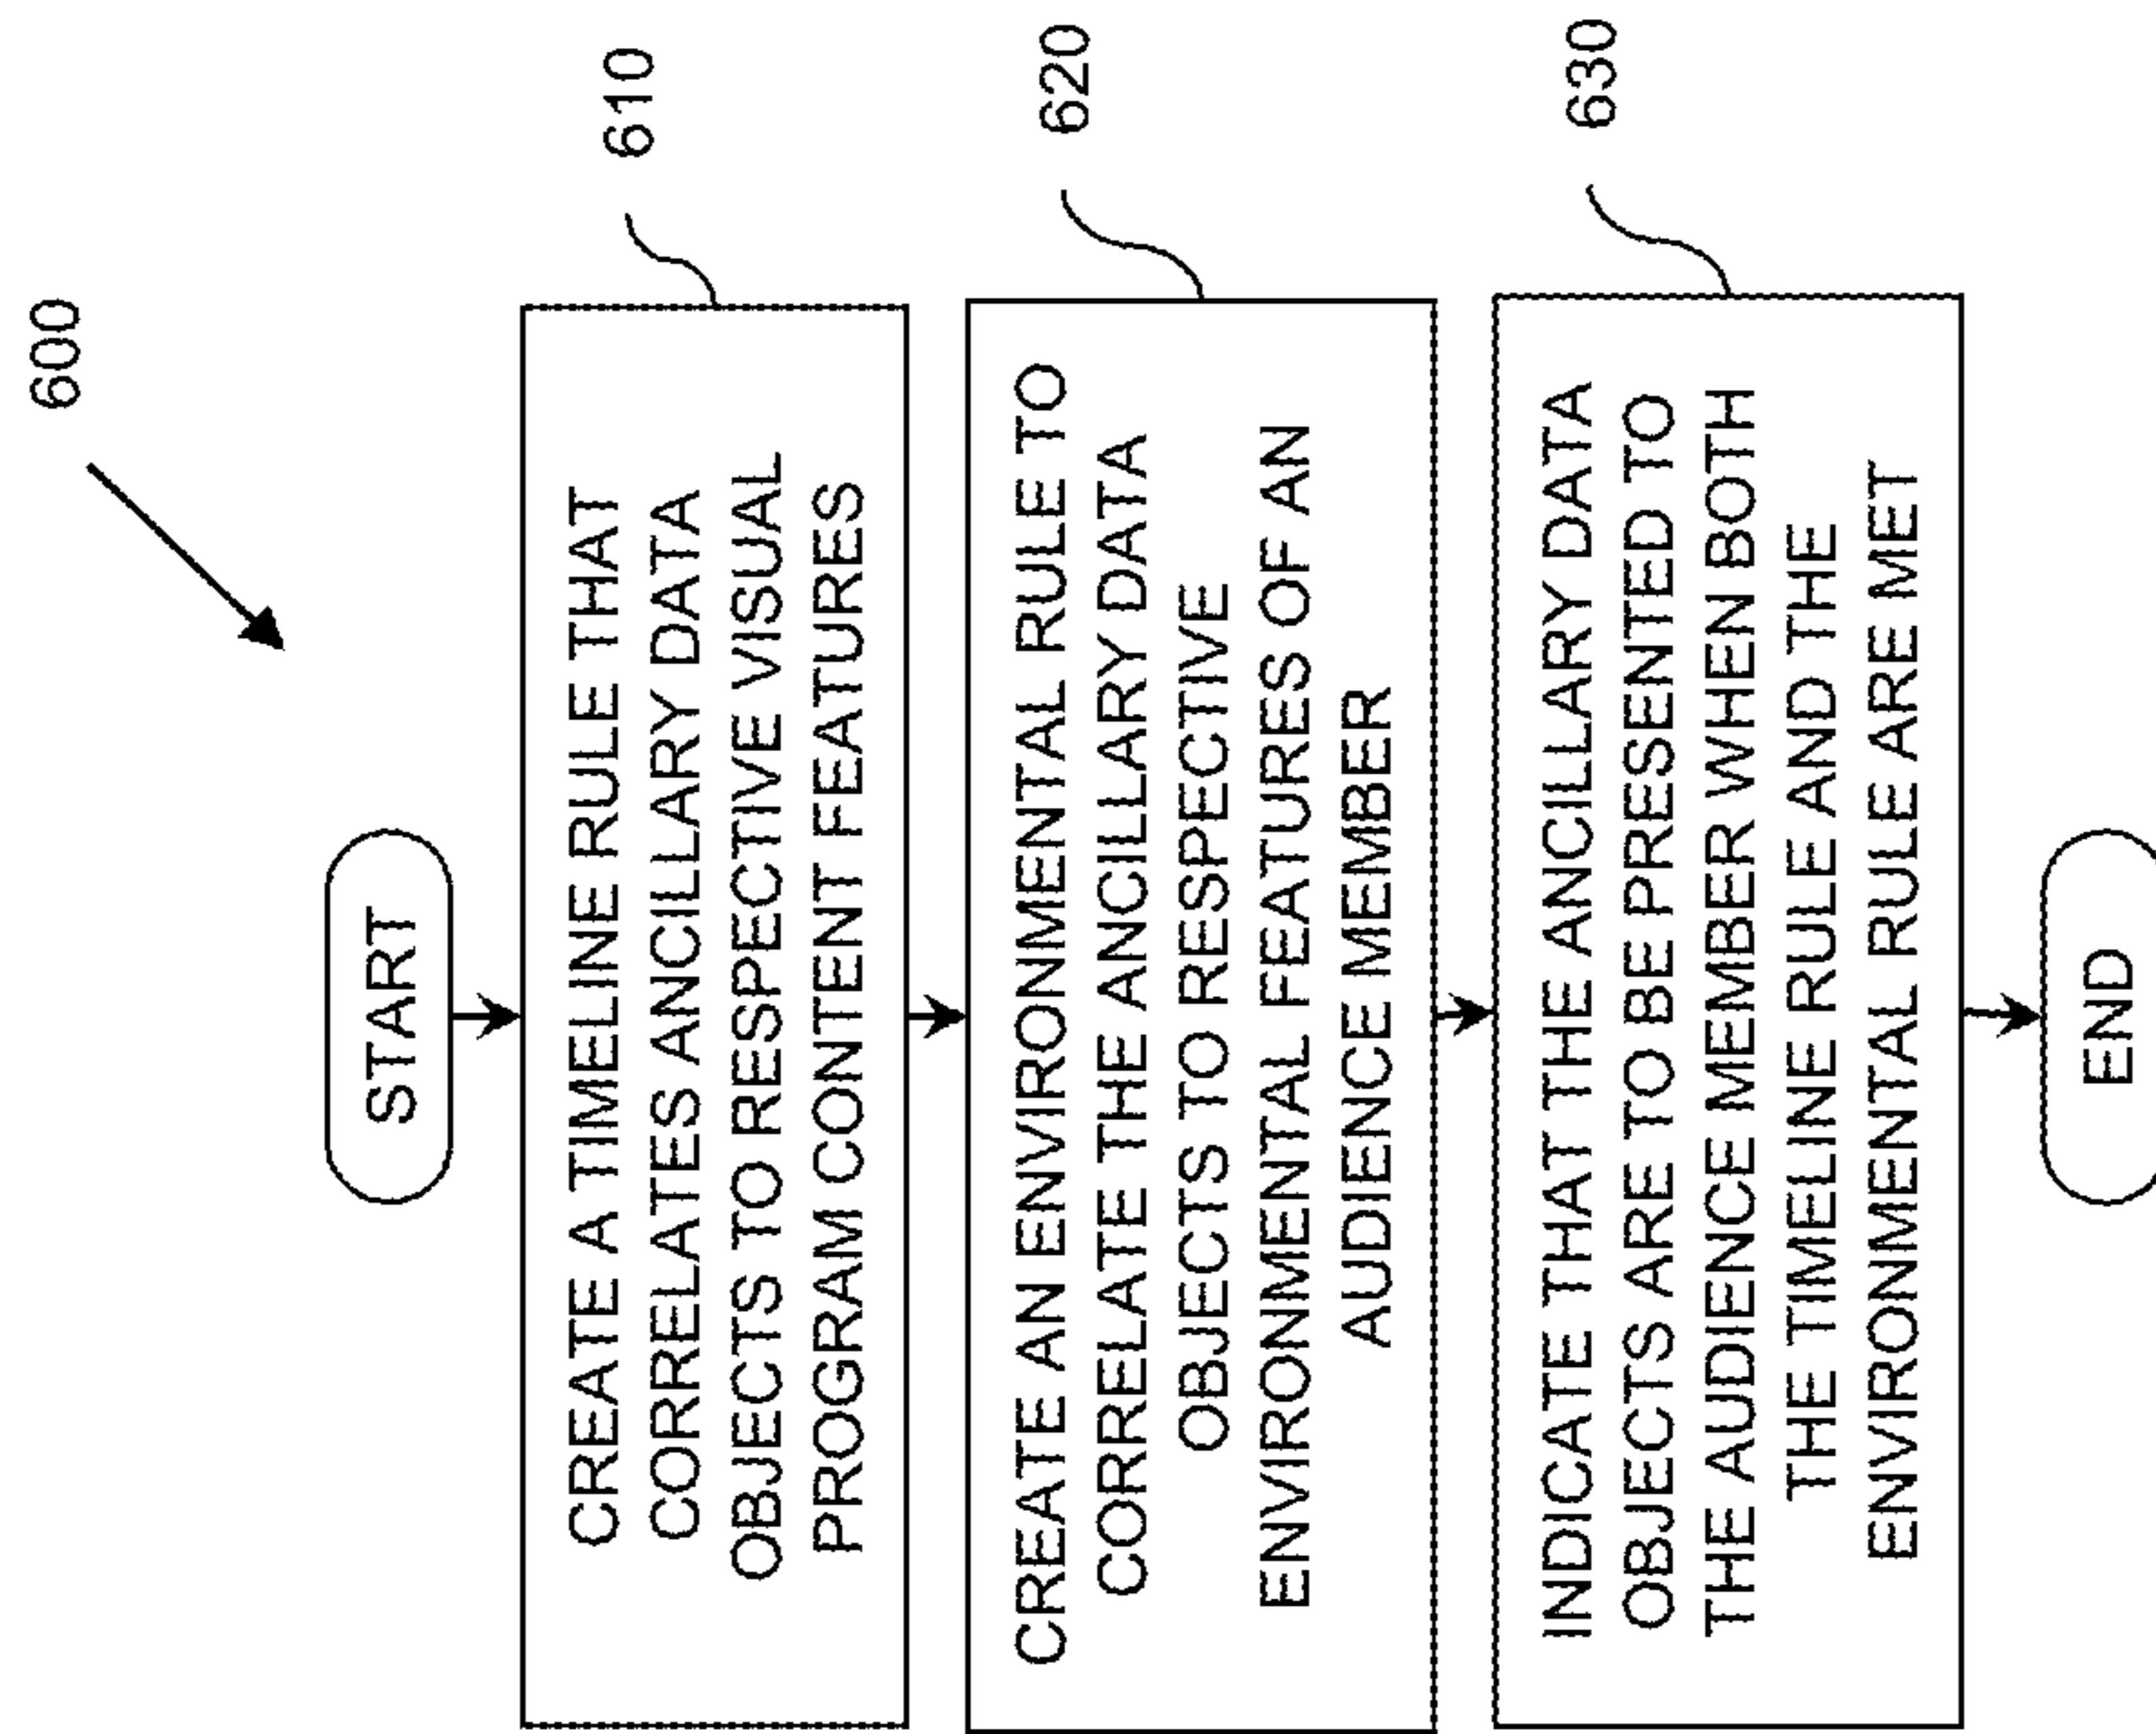 600
START
610
CREATE A TIMELINE RULE THAT
CORRELATES ANCILLARY DATA
OBJECTS TO RESPECTIVE VISUAL
PROGRAM CONTENT FEATURES
620
CREATE AN ENVIRONMENTAL RULE TO
CORRELATE THE ANCILLARY DATA
OBJECTS TO RESPECTIVE
ENVIRONMENTAL FEATURES OF AN
AUDIENCE MEMBER
630
INDICATE THAT THE ANCILLARY DATA
OBJECTS ARE TO BE PRESENTED TO
THE AUDIENCE MEMBER WHEN BOTH
THE TIMELINE RULE AND THE
ENVIRONMENTAL RULE ARE MET
END